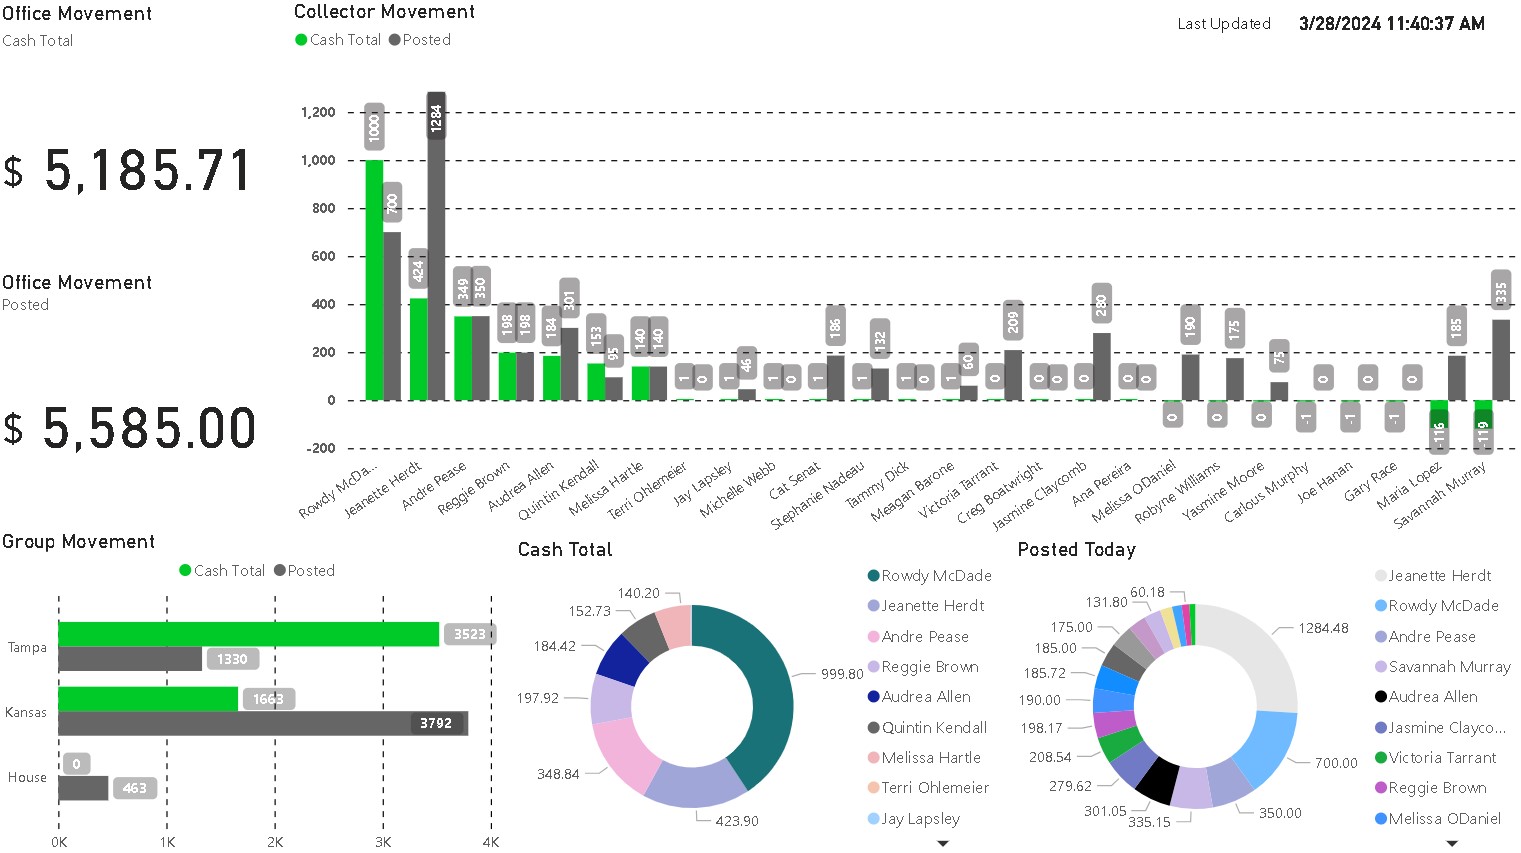 Office Movement
Cash Total
$ 5,185.71
Office Movement
Posted
$ 5,585.00
Collector Movement
Cash Total Posted
Last Updated 3/28/2024 11:40:37 AM
1,200
1,000
800
600
400
200
0
-200
1000 700 424 1284 349 350 198 198 184 301 153 95 140 140 1 0 1 46 1 0 1 186 1 132 1 0 1 60 0 209 0 0 0 280 0 0 0 190 0 175 0 75 -1 0 -1 0 -1 0 -116 185 -119 335
Rowdy McDa...
Jeanette Herdt
Andre Pease
Reggie Brown
Audrea Allen
Quintin Kendall
Melissa Hartle
Terri Ohlemeier
Jay Lapsley
Michelle Webb
Cat Senat
Stephanie Nadeau
Tammy Dick
Meagan Barone
Victoria Tarrant
Creg Boatwright
Jasmine Claycomb
Ana Pereira
Melissa ODaniel
Robyne Williams
Yasmine Moore
Carlous Murphy
Joe Hanan
Gary Race
Maria Lopez
Savannah Murray
Group Movement
Cash Total Posted
Tampa 3523
1330
Kansas 1663
3792
House 0
463
0K 1K 2K 3K 4K
Cash Total
999.80
423.90
348.84
197.92
184.42
152.73
140.20
Rowdy McDade
Jeanette Herdt
Andre Pease
Reggie Brown
Audrea Allen
Quintin Kendall
Melissa Hartle
Terri Ohlemeier
Jay Lapsley
Posted Today
1284.48
700.00
350.00
335.15
301.05
279.62
208.54
198.17
190.00
185.72
185.00
175.00
131.80
60.18
Jeanette Herdt
Rowdy McDade
Andre Pease
Savannah Murray
Audrea Allen
Jasmine Clayco...
Victoria Tarrant
Reggie Brown
Melissa ODaniel